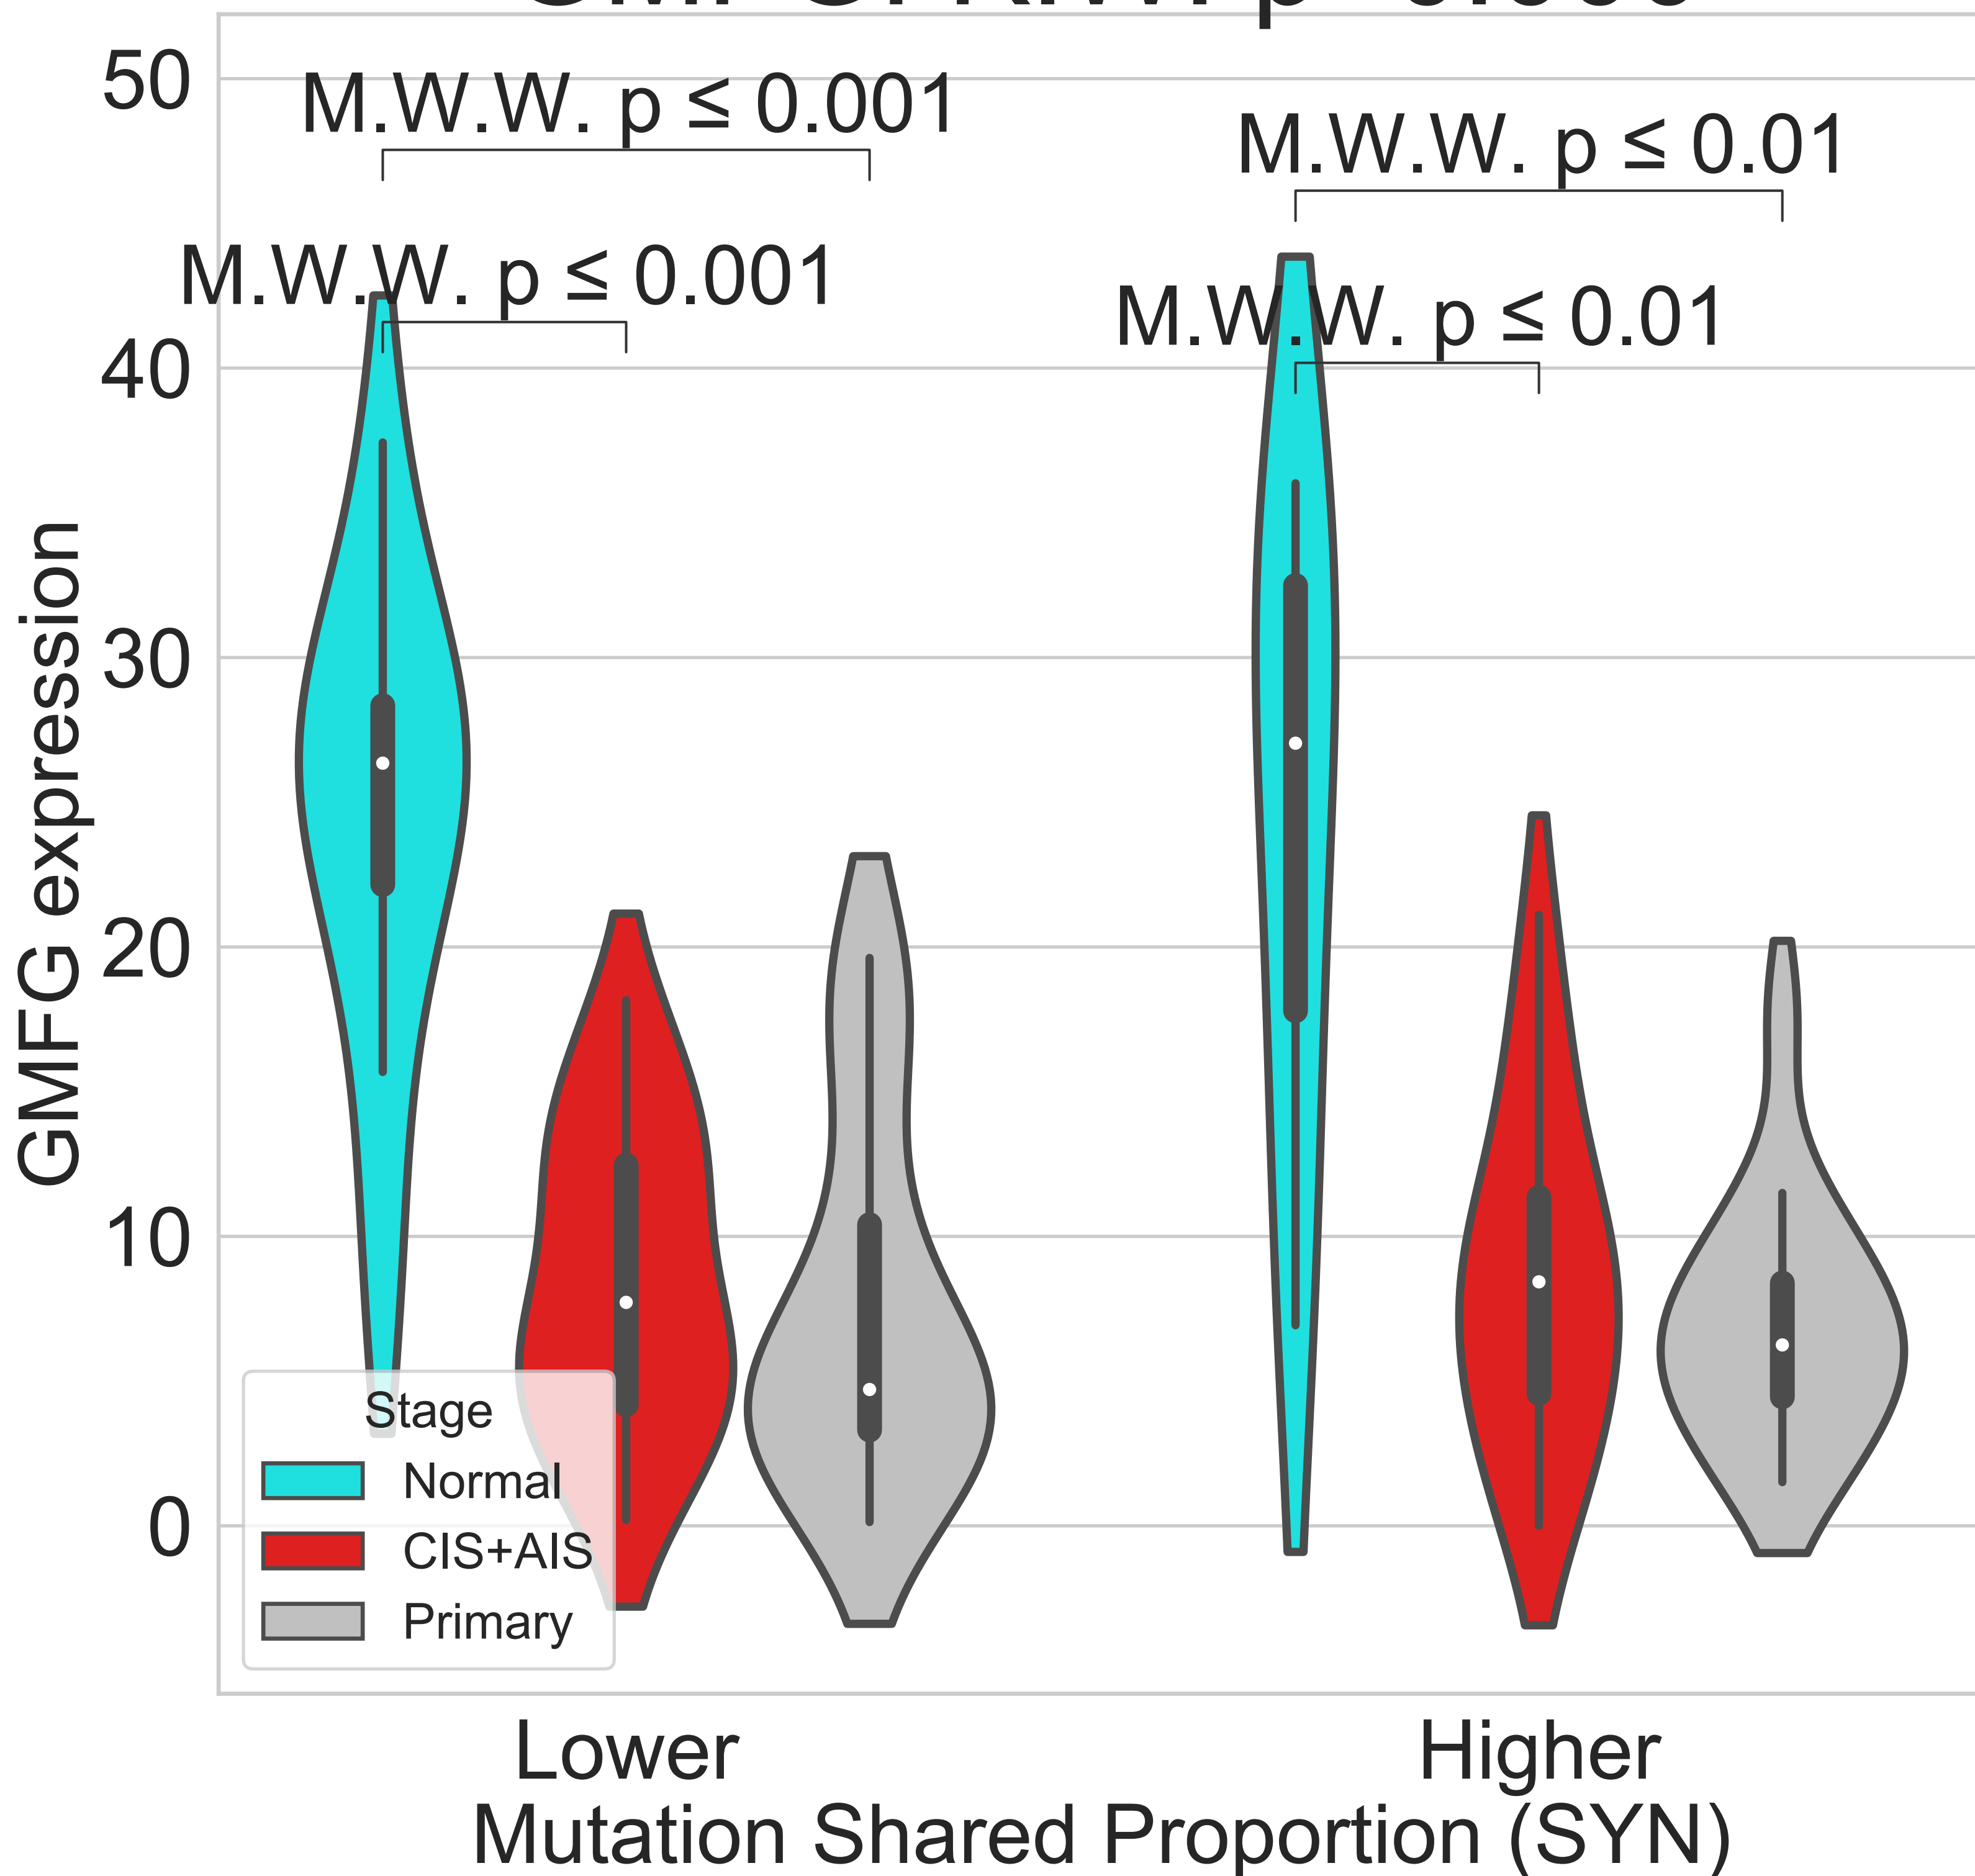 50
M.W.W. p ≤ 0.001
M.W.W. p ≤ 0.01
M.W.W. p ≤ 0.001
M.W.W. p ≤ 0.01
40
30
20
10
0
GMFG expression
Stage
Normal
CIS+AIS
Primary
Lower
Higher
Mutation Shared Proportion (SYN)